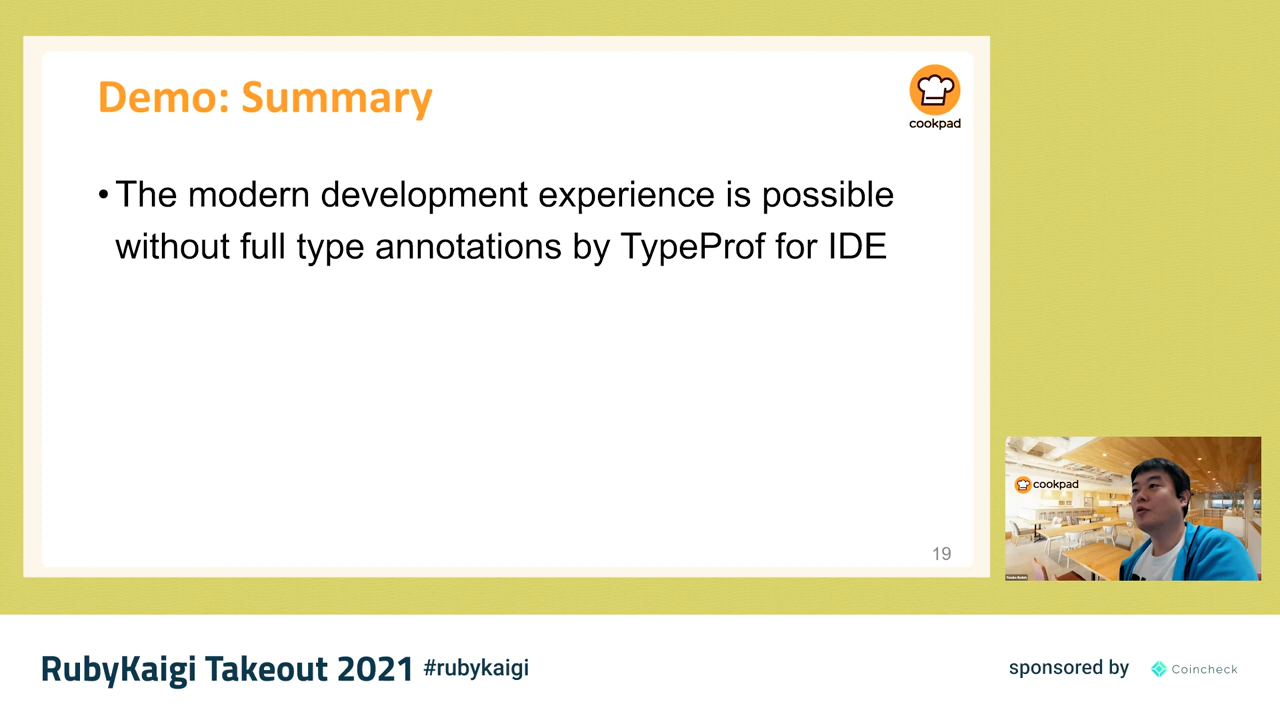 Demo: Summary
cookpad
• The modern development experience is possible
without full type annotations by TypeProf for IDE
19
cookpad
RubyKaigi Takeout 2021 #rubykaigi
sponsored by Coincheck